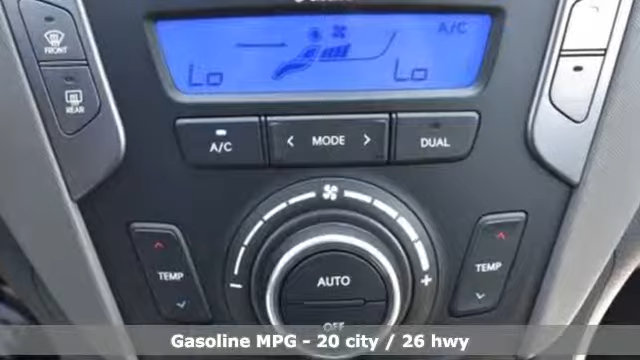 A/C
Lo
Lo
FRONT
REAR
A/C
< MODE >
DUAL
TEMP
AUTO
TEMP
- +
OFF
Gasoline MPG - 20 city / 26 hwy